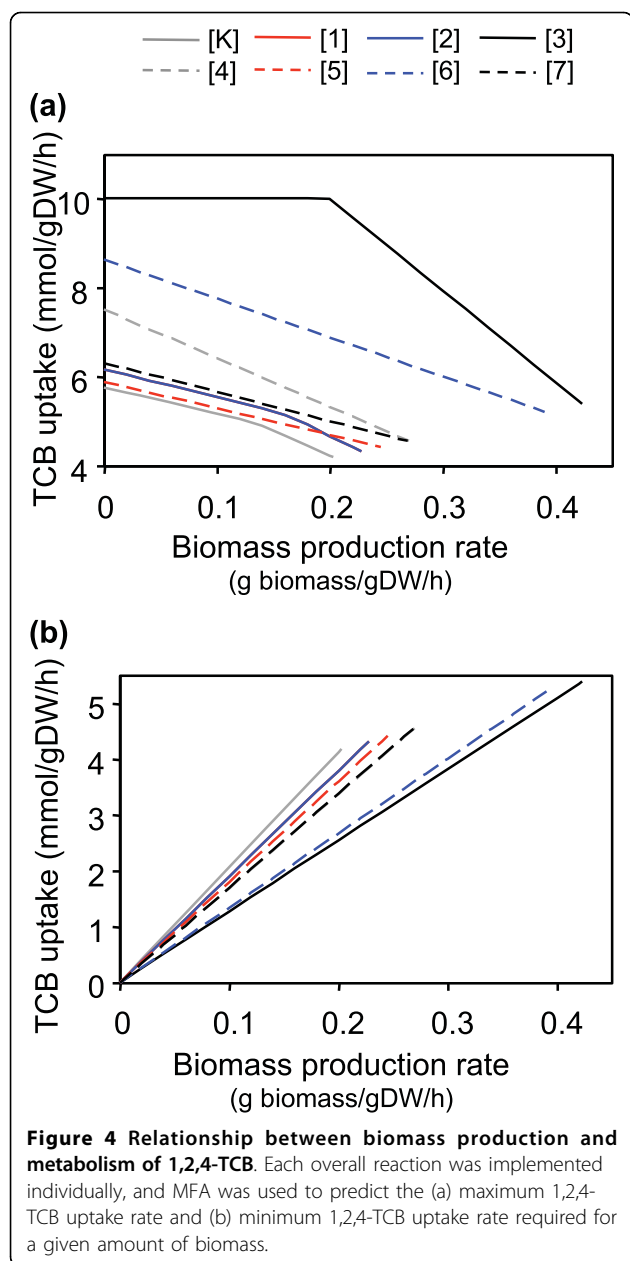 [K] [1] [2] [3]
[4] [5] [6] [7]
(a)
TCB uptake (mmol/gDW/h)
10
8
6
4
0 0.1 0.2 0.3 0.4
Biomass production rate
(g biomass/gDW/h)
(b)
TCB uptake (mmol/gDW/h)
5
4
3
2
1
0
0 0.1 0.2 0.3 0.4
Biomass production rate
(g biomass/gDW/h)
Figure 4 Relationship between biomass production and
metabolism of 1,2,4-TCB. Each overall reaction was implemented
individually, and MFA was used to predict the (a) maximum 1,2,4-
TCB uptake rate and (b) minimum 1,2,4-TCB uptake rate required for
a given amount of biomass.